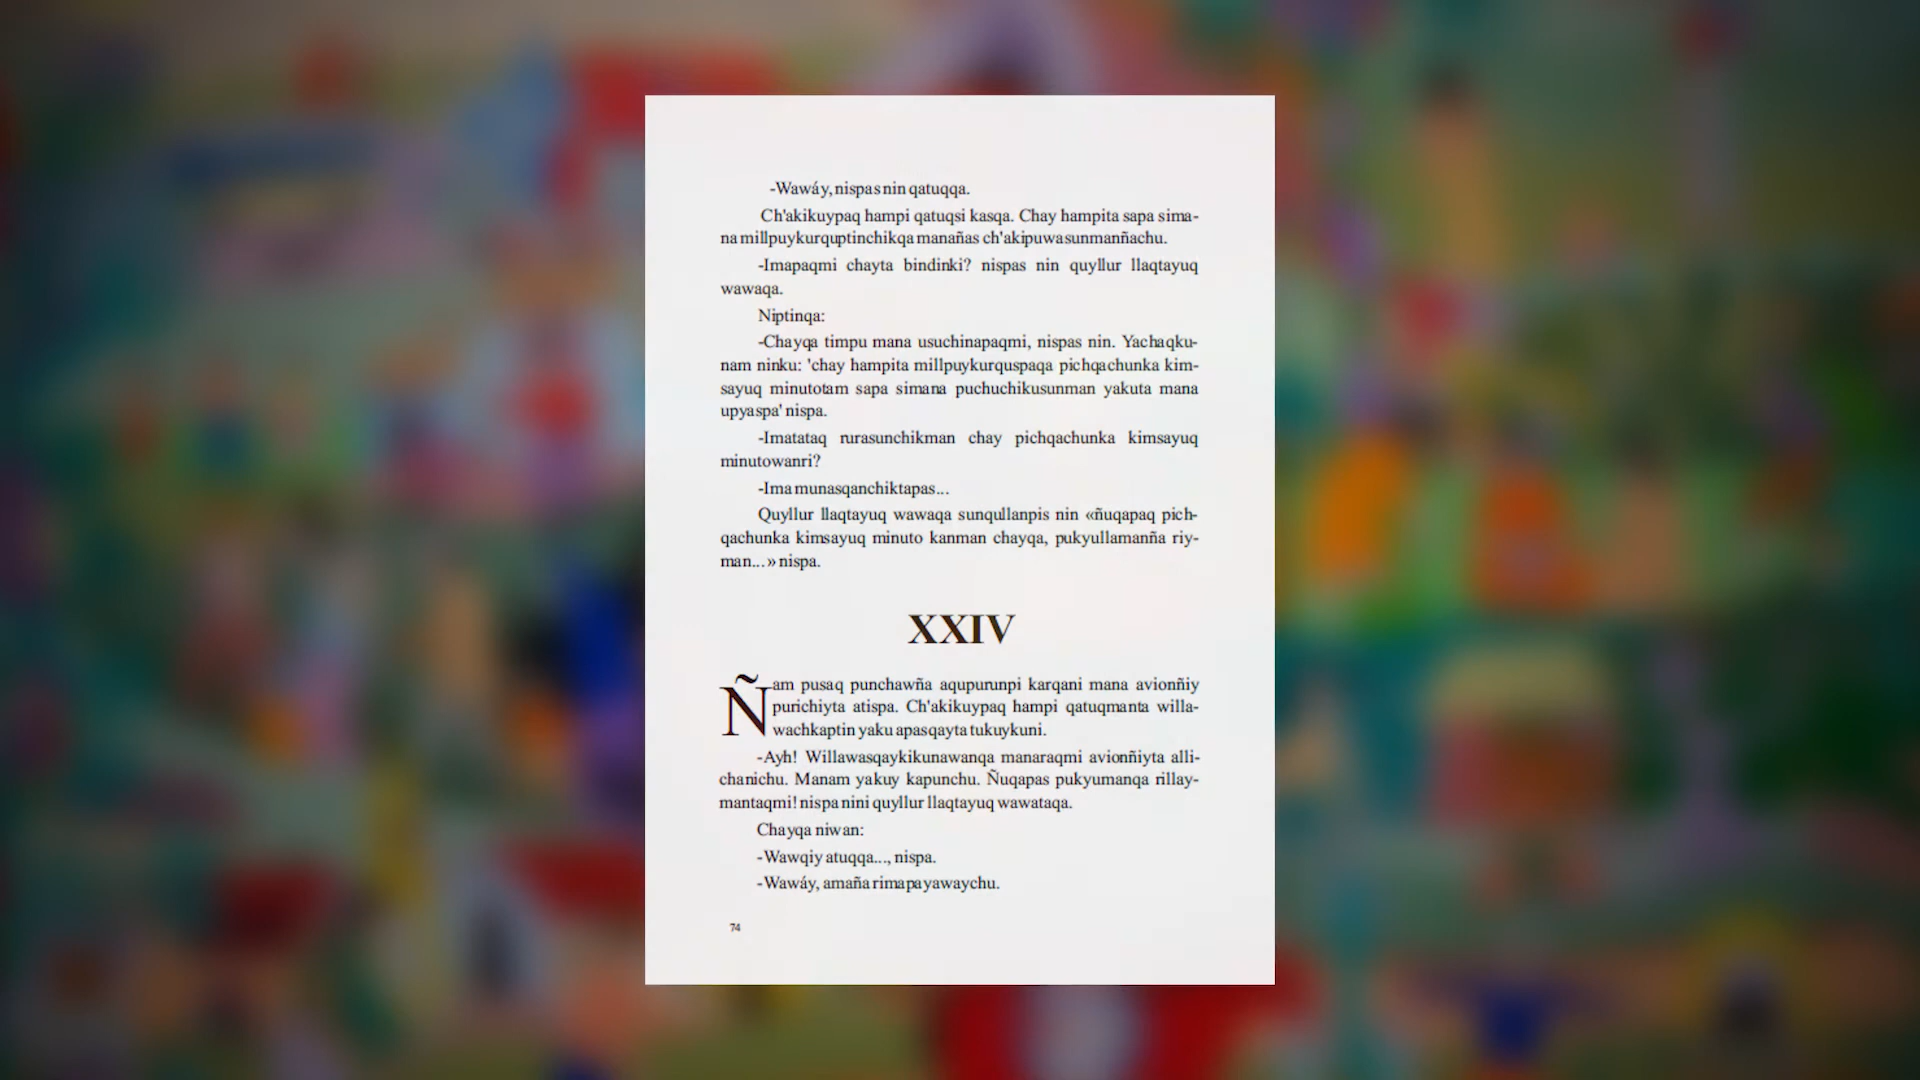 -Wawáy, nispas nin qatuqqa.
Ch'akikuypaq hampi qatuqsi kasqa. Chay hampita sapa sima-
na millpuykurquptinchikqa manañas ch'akipuwasunmanñachu.
-Imapaqmi chayta bindinki? nispas nin quyllur llaqtayuq
wawaqa.
Niptinqa:
-Chayqa timpu mana usuchinapaqmi, nispas nin. Yachaqku-
nam ninku: 'chay hampita millpuykurquspaqa pichqachunka kim-
sayuq minutotam sapa simana puchuchikusunman yakuta mana
upyaspa' nispa.
-Imatataq rurasunchikman chay pichqachunka kimsayuq
minutowanri?
-Ima munasqanchiktapas...
Quyllur llaqtayuq wawaqa sunqullanpis nin «ñuqapaq pich-
qachunka kimsayuq minuto kanman chayqa, pukyullamanña riy-
man...» nispa.
XXIV
Ñam pusaq punchawña aqupurunpi karqani mana avionñiy
purichiyta atispa. Ch'akikuypaq hampi qatuqmanta willa-
wachkaptin yaku apasqayta tukuykuni.
-Ayh! Willawasqaykikunawanqa manaraqmi avionñiyta alli-
chanichu. Manam yakuy kapunchu. Ñuqapas pukyumanqa rillay-
mantaqmi! nispa nini quyllur llaqtayuq wawataqa.
Chayqa niwan:
-Wawqiy atuqqa..., nispa.
-Wawáy, amaña rimapayawaychu.
74